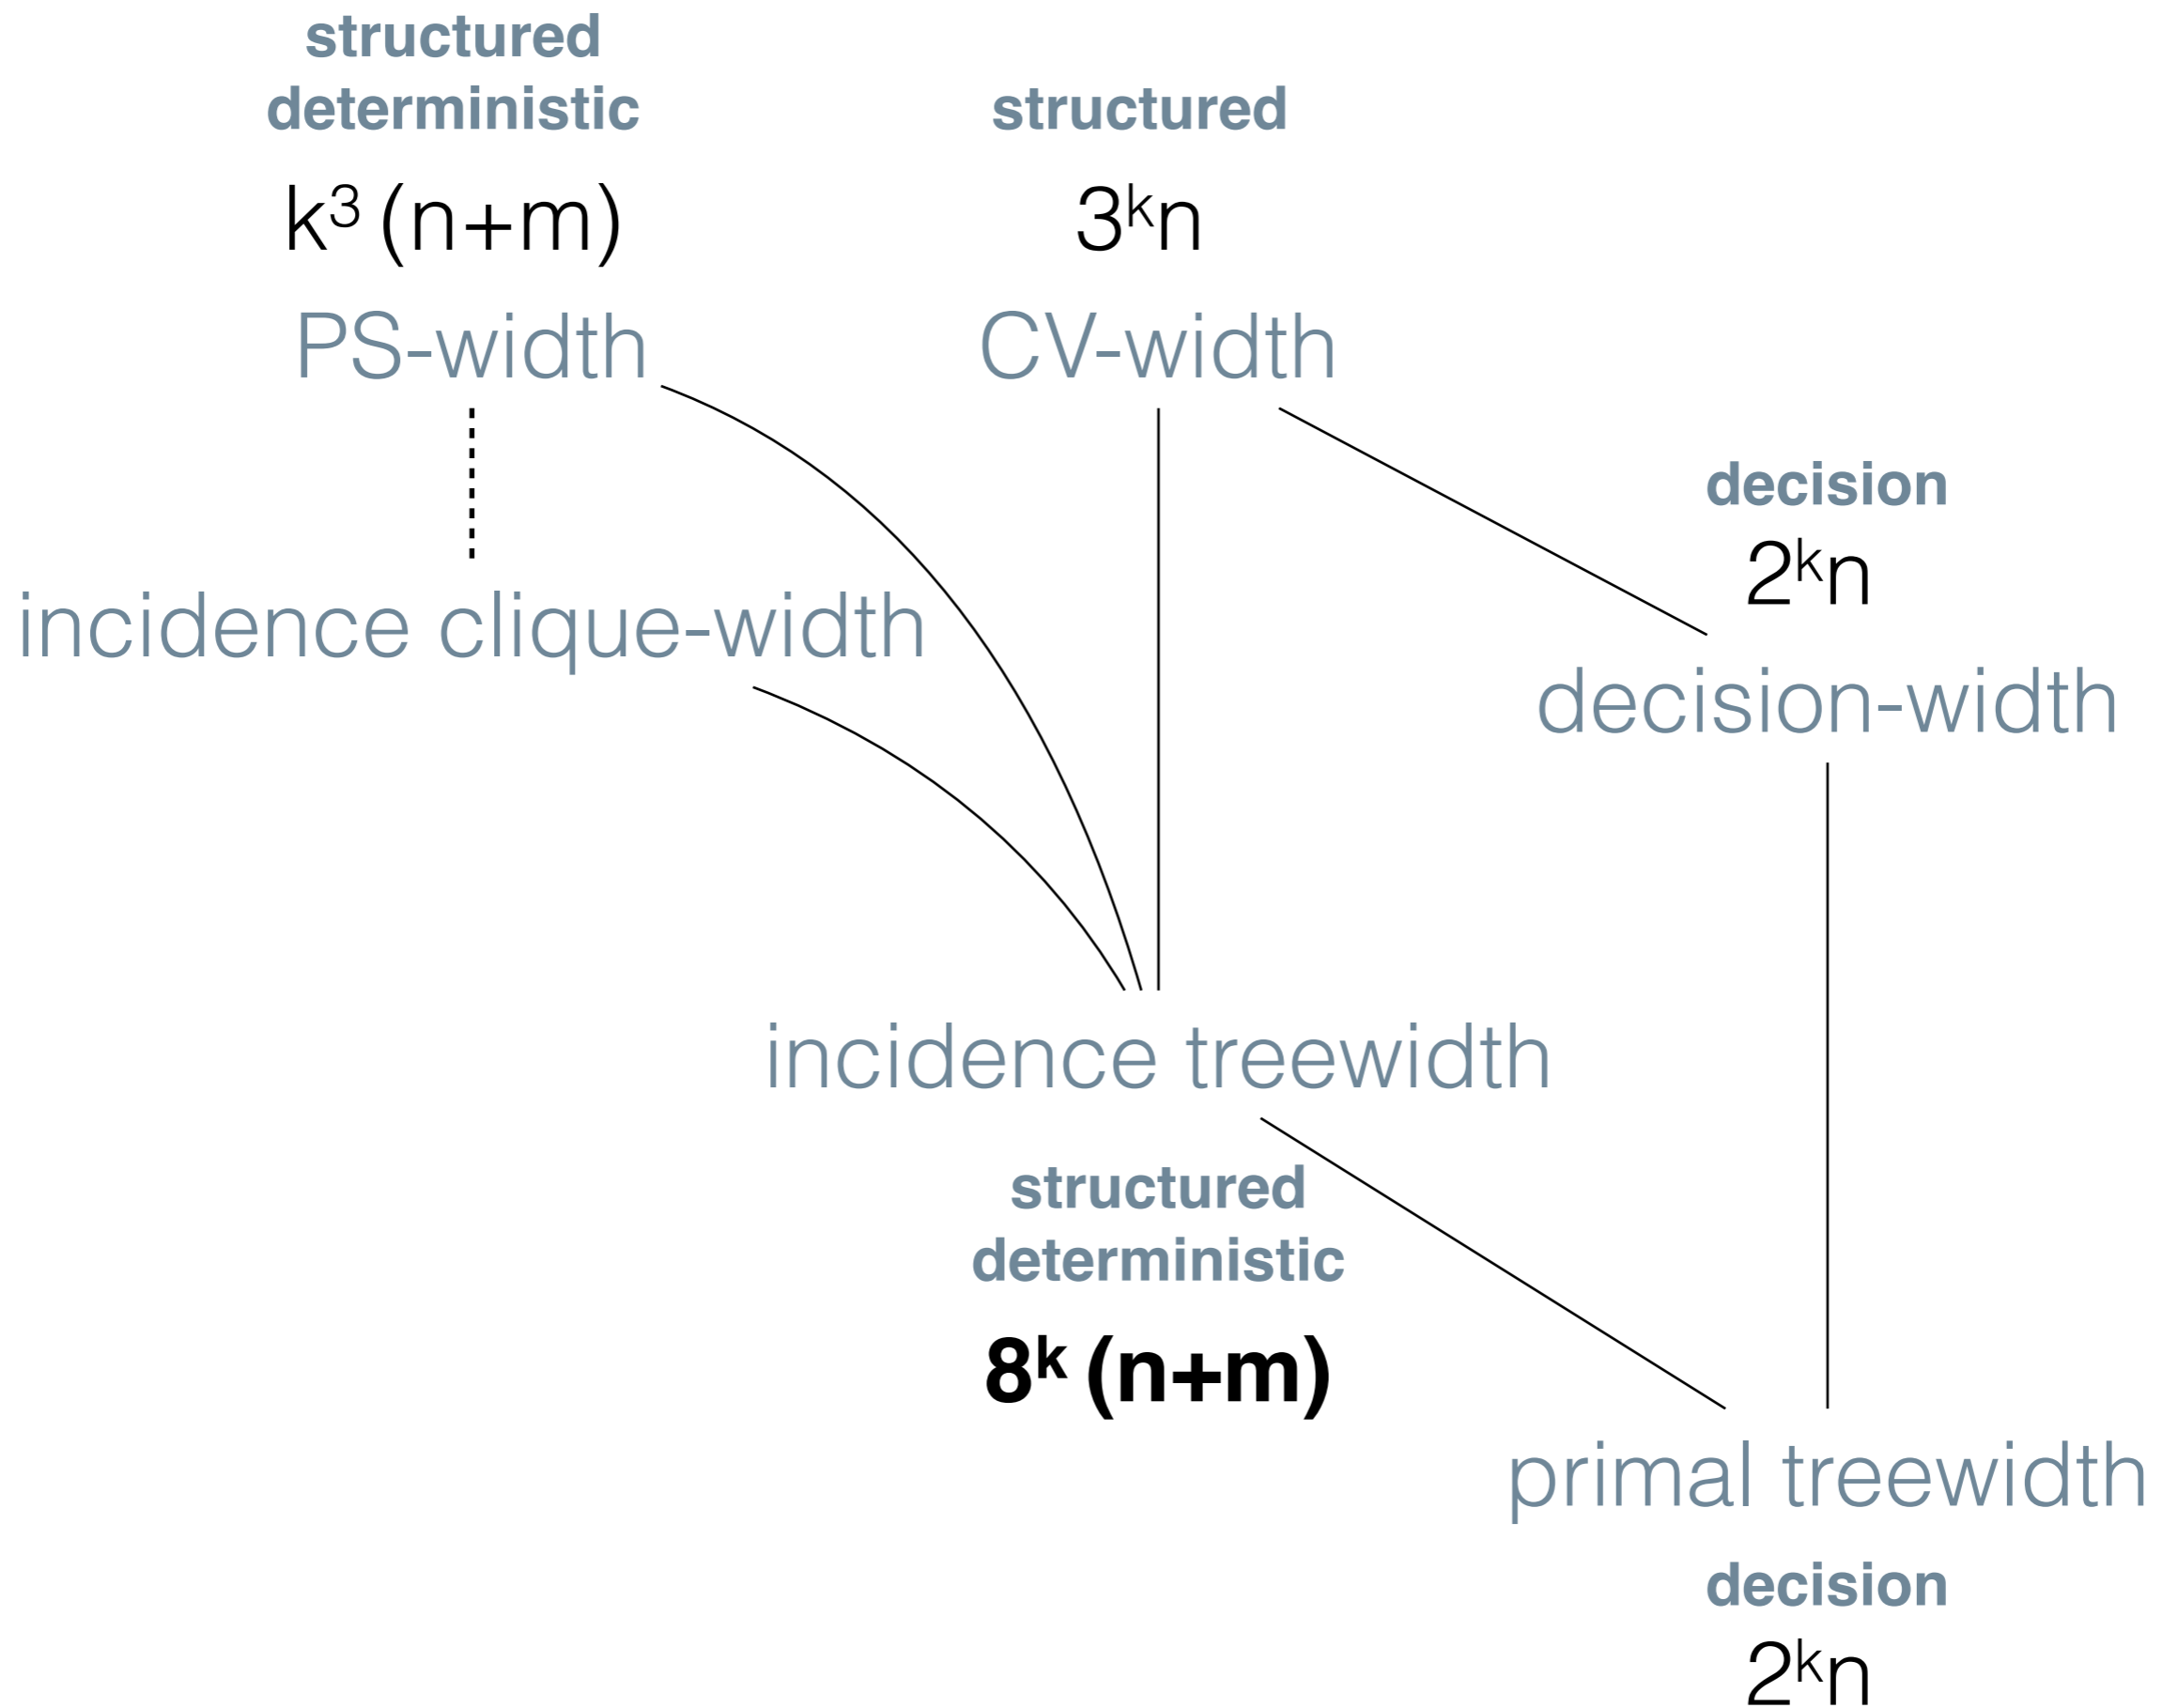 structured
deterministic
k³ (n+m)
PS-width
structured
3ᵏn
CV-width
decision
2ᵏn
decision-width
incidence clique-width
incidence treewidth
structured
deterministic
8ᵏ (n+m)
primal treewidth
decision
2ᵏn